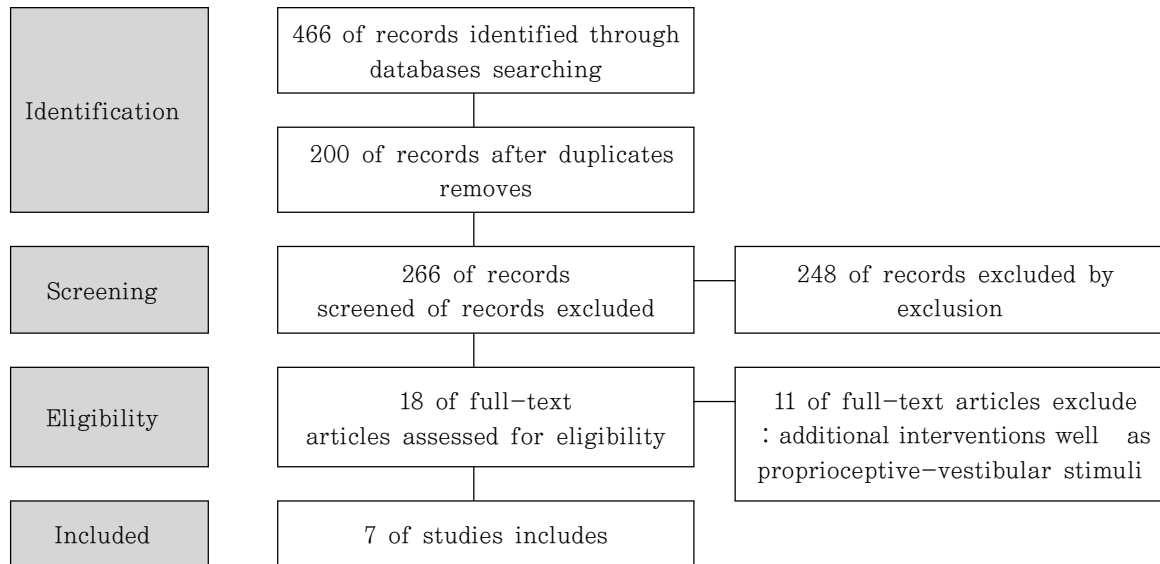 Identification
466 of records identified through
databases searching
200 of records after duplicates
removes
Screening
266 of records
screened of records excluded
248 of records excluded by
exclusion
Eligibility
18 of full-text
articles assessed for eligibility
11 of full-text articles exclude
: additional interventions well as
proprioceptive-vestibular stimuli
Included
7 of studies includes